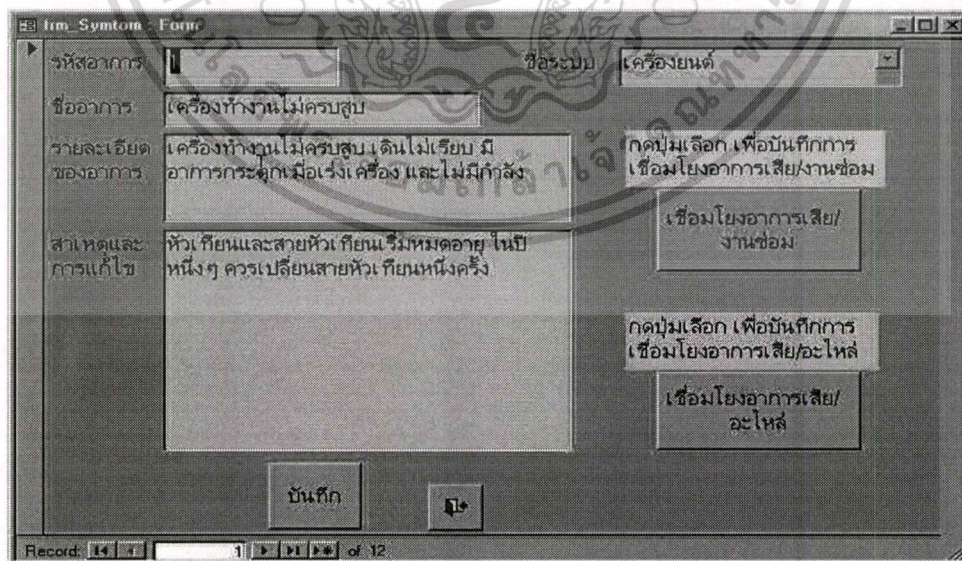 frm_Symtom - Form
รหัสอาการ 1 ชื่อระบบ เครื่องยนต์
ชื่ออาการ เครื่องทำงานไม่ครบสูบ
รายละเอียด
ของอาการ
เครื่องทำงานไม่ครบสูบ เดินไม่เรียบ มี
อาการกระตุกเมื่อเร่งเครื่อง และไม่มีกำลัง
กดปุ่มเลือก เพื่อบันทึกการ
เชื่อมโยงอาการเสีย/งานซ่อม
เชื่อมโยงอาการเสีย/
งานซ่อม
สาเหตุและ
การแก้ไข
หัวเทียนและสายหัวเทียนเริ่มหมดอายุ ในปี
หนึ่งๆ ควรเปลี่ยนสายหัวเทียนหนึ่งครั้ง
กดปุ่มเลือก เพื่อบันทึกการ
เชื่อมโยงอาการเสีย/อะไหล่
เชื่อมโยงอาการเสีย/
อะไหล่
บันทึก
Record: 1 of 12